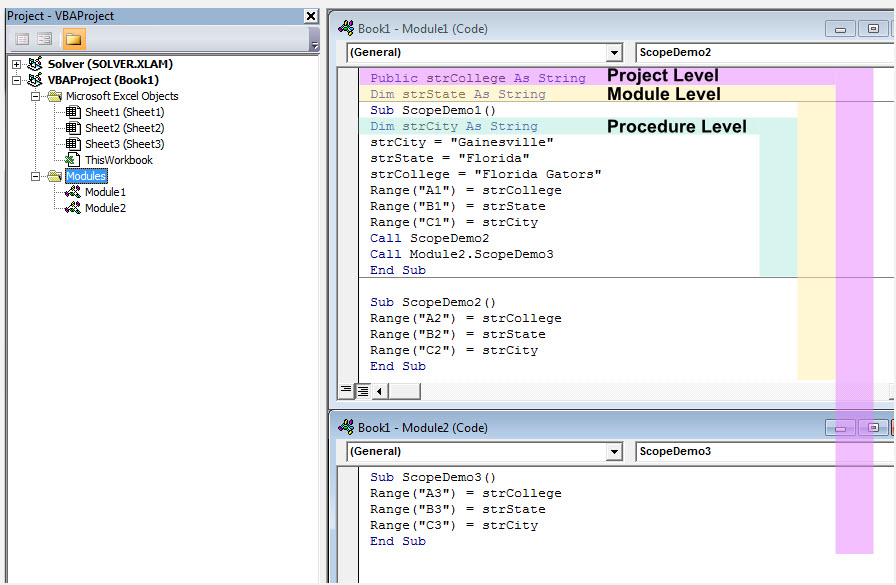 Project - VBAProject
Solver (SOLVER.XLAM)
VBAProject (Book1)
Microsoft Excel Objects
Sheet1 (Sheet1)
Sheet2 (Sheet2)
Sheet3 (Sheet3)
ThisWorkbook
Modules
Module1
Module2
Book1 - Module1 (Code)
(General)
ScopeDemo2
Public strCollege As String Project Level
Dim strState As String Module Level
Sub ScopeDemo1()
Dim strCity As String Procedure Level
strCity = "Gainesville"
strState = "Florida"
strCollege = "Florida Gators"
Range("A1") = strCollege
Range("B1") = strState
Range("C1") = strCity
Call ScopeDemo2
Call Module2.ScopeDemo3
End Sub
Sub ScopeDemo2()
Range("A2") = strCollege
Range("B2") = strState
Range("C2") = strCity
End Sub
Book1 - Module2 (Code)
(General)
ScopeDemo3
Sub ScopeDemo3()
Range("A3") = strCollege
Range("B3") = strState
Range("C3") = strCity
End Sub